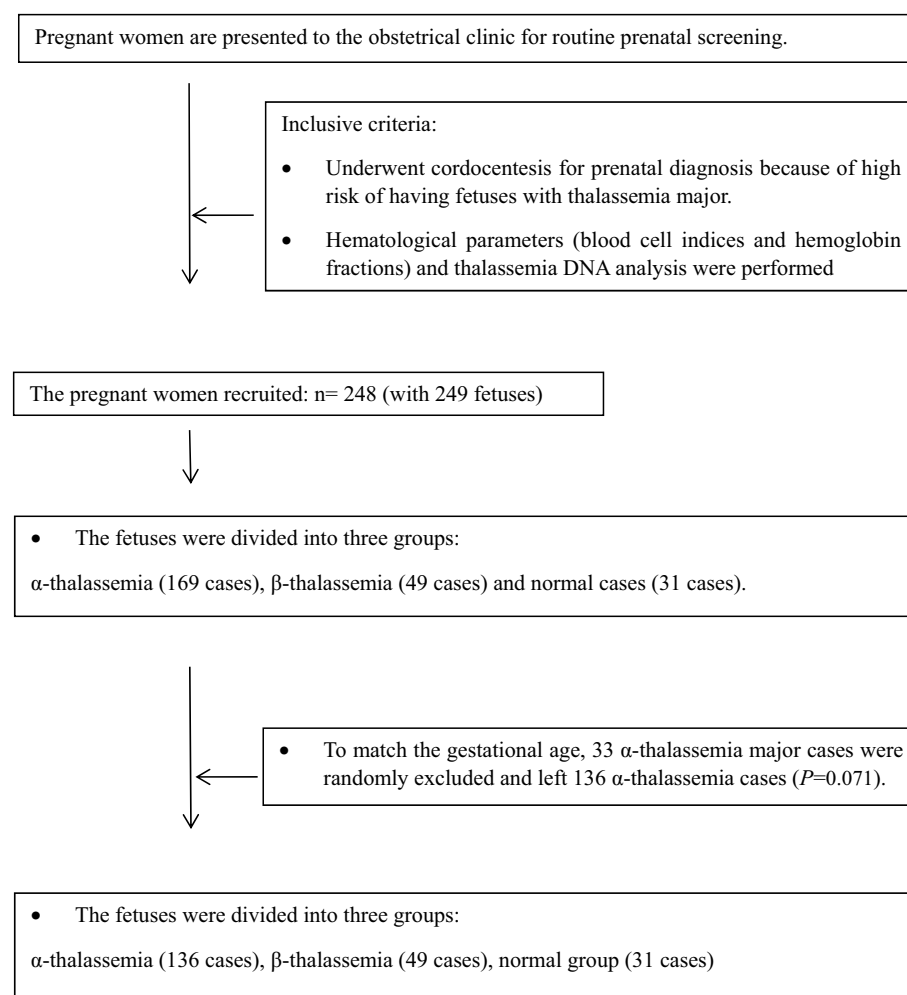 Pregnant women are presented to the obstetrical clinic for routine prenatal screening.
Inclusive criteria:
• Underwent cordocentesis for prenatal diagnosis because of high
risk of having fetuses with thalassemia major.
• Hematological parameters (blood cell indices and hemoglobin
fractions) and thalassemia DNA analysis were performed
The pregnant women recruited: n= 248 (with 249 fetuses)
• The fetuses were divided into three groups:
α-thalassemia (169 cases), β-thalassemia (49 cases) and normal cases (31 cases).
• To match the gestational age, 33 α-thalassemia major cases were
randomly excluded and left 136 α-thalassemia cases (P=0.071).
• The fetuses were divided into three groups:
α-thalassemia (136 cases), β-thalassemia (49 cases), normal group (31 cases)